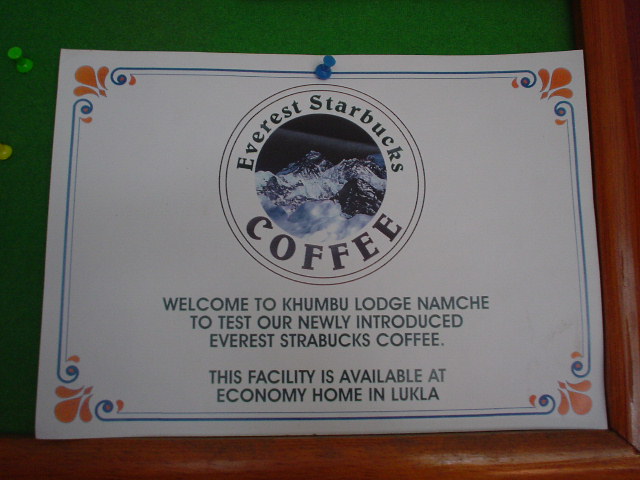 Everest Starbucks
COFFEE
WELCOME TO KHUMBU LODGE NAMCHE
TO TEST OUR NEWLY INTRODUCED
EVEREST STRABUCKS COFFEE.
THIS FACILITY IS AVAILABLE AT
ECONOMY HOME IN LUKLA